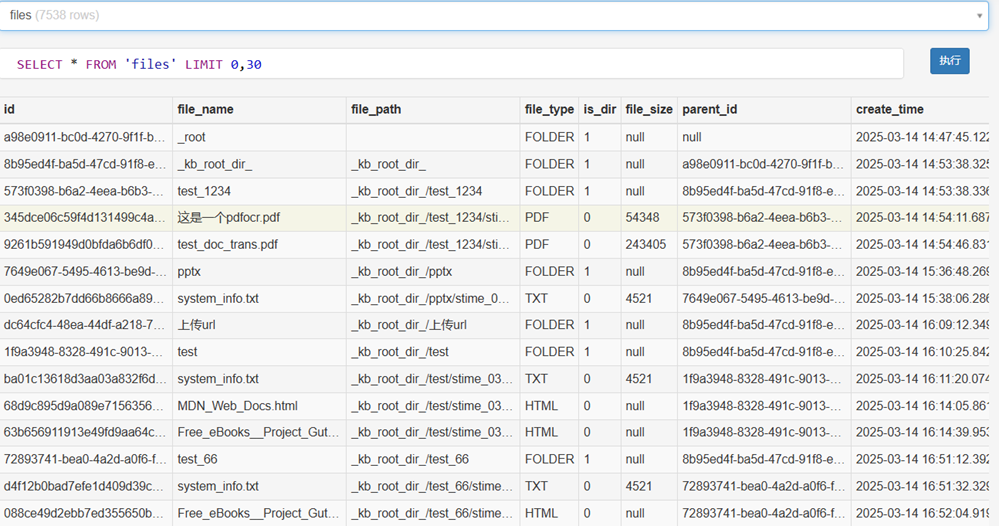 files (7538 rows)
SELECT * FROM 'files' LIMIT 0,30
执行
id file_name file_path file_type is_dir file_size parent_id create_time
a98e0911-bc0d-4270-9f1f-b... _root FOLDER 1 null null 2025-03-14 14:47:45.122
8b95ed4f-ba5d-47cd-91f8-e... _kb_root_dir_ _kb_root_dir_ FOLDER 1 null a98e0911-bc0d-4270-9f1f-b... 2025-03-14 14:53:38.325
573f0398-b6a2-4eea-b6b3-... test_1234 _kb_root_dir_/test_1234 FOLDER 1 null 8b95ed4f-ba5d-47cd-91f8-e... 2025-03-14 14:53:38.336
345dce06c59f4d131499c4a... 这是一个pdfocr.pdf _kb_root_dir_/test_1234/sti... PDF 0 54348 573f0398-b6a2-4eea-b6b3-... 2025-03-14 14:54:11.687
9261b591949d0bfda6b6df0... test_doc_trans.pdf _kb_root_dir_/test_1234/sti... PDF 0 243405 573f0398-b6a2-4eea-b6b3-... 2025-03-14 14:54:46.831
7649e067-5495-4613-be9d-... pptx _kb_root_dir_/pptx FOLDER 1 null 8b95ed4f-ba5d-47cd-91f8-e... 2025-03-14 15:36:48.269
0ed65282b7dd66b8666a89... system_info.txt _kb_root_dir_/pptx/stime_0... TXT 0 4521 7649e067-5495-4613-be9d-... 2025-03-14 15:38:06.286
dc64cfc4-48ea-44df-a218-7... 上传url _kb_root_dir_/上传url FOLDER 1 null 8b95ed4f-ba5d-47cd-91f8-e... 2025-03-14 16:09:12.349
1f9a3948-8328-491c-9013-... test _kb_root_dir_/test FOLDER 1 null 8b95ed4f-ba5d-47cd-91f8-e... 2025-03-14 16:10:25.842
ba01c13618d3aa03a832f6d... system_info.txt _kb_root_dir_/test/stime_03... TXT 0 4521 1f9a3948-8328-491c-9013-... 2025-03-14 16:11:20.074
68d9c895d9a089e7156356... MDN_Web_Docs.html _kb_root_dir_/test/stime_03... HTML 0 null 1f9a3948-8328-491c-9013-... 2025-03-14 16:14:05.861
63b656911913e49fd9aa64c... Free_eBooks__Project_Gut... _kb_root_dir_/test/stime_03... HTML 0 null 1f9a3948-8328-491c-9013-... 2025-03-14 16:14:39.953
72893741-bea0-4a2d-a0f6-f... test_66 _kb_root_dir_/test_66 FOLDER 1 null 8b95ed4f-ba5d-47cd-91f8-e... 2025-03-14 16:51:12.392
d4f12b0bad7efe1d409d39c... system_info.txt _kb_root_dir_/test_66/stime... TXT 0 4521 72893741-bea0-4a2d-a0f6-f... 2025-03-14 16:51:32.329
088ce49d2ebb7ed355650b... Free_eBooks__Project_Gut... _kb_root_dir_/test_66/stime... HTML 0 null 72893741-bea0-4a2d-a0f6-f... 2025-03-14 16:52:04.919